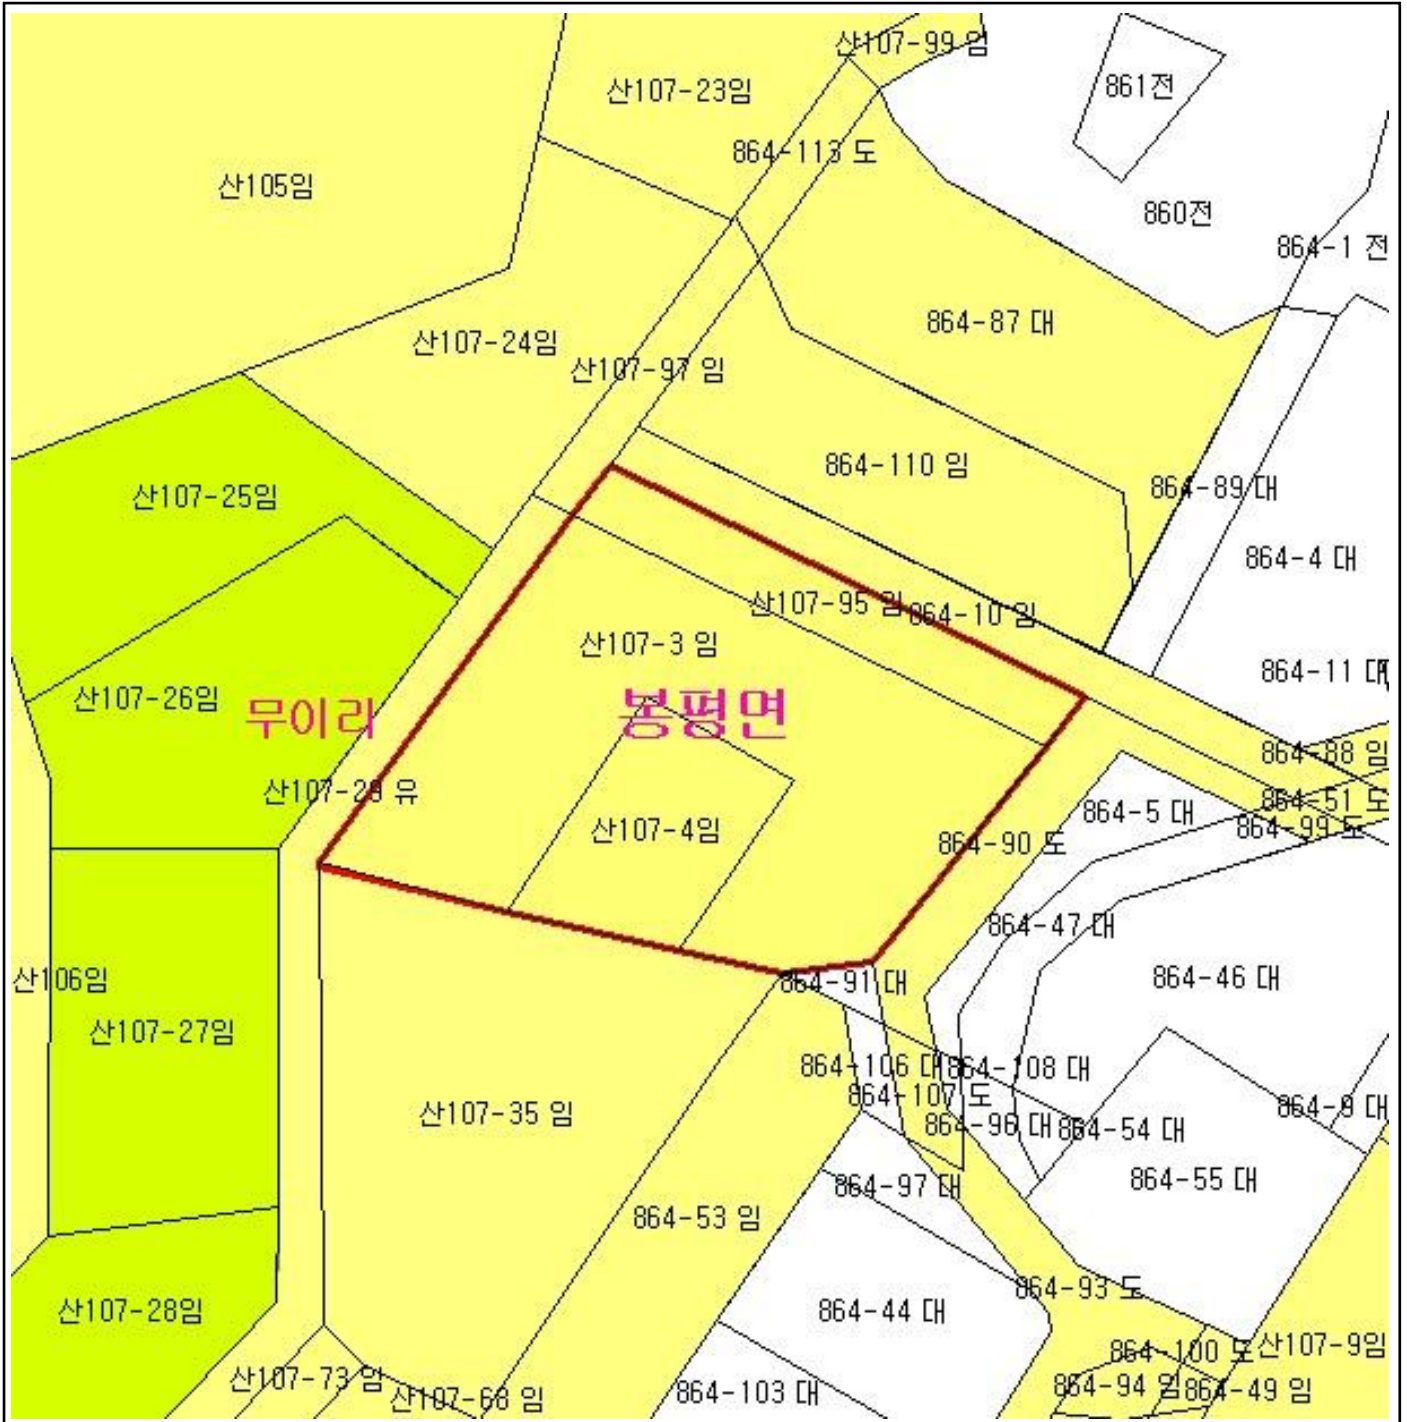 산107-99 임
산107-23임
861전
864-113 도
산105임
860전
864-1 전
864-87 대
산107-24임
산107-97 임
864-110 임
864-89 대
산107-25임
864-4 대
산107-95 임
864-10 임
산107-3 임
864-11 대
산107-26임
무이리
봉평면
864-88 임
산107-29 유
864-51 도
864-5 대
864-99 도
산107-4임
864-90 도
864-47 대
산106임
864-91 대
864-46 대
산107-27임
864-106 대
864-108 대
864-107 도
864-9 대
산107-35 임
864-96 대
864-54 대
864-55 대
864-97 대
864-53 임
864-93 도
산107-28임
864-44 대
864-100 도
산107-9임
산107-73 임
864-94 임
864-49 임
산107-68 임
864-103 대